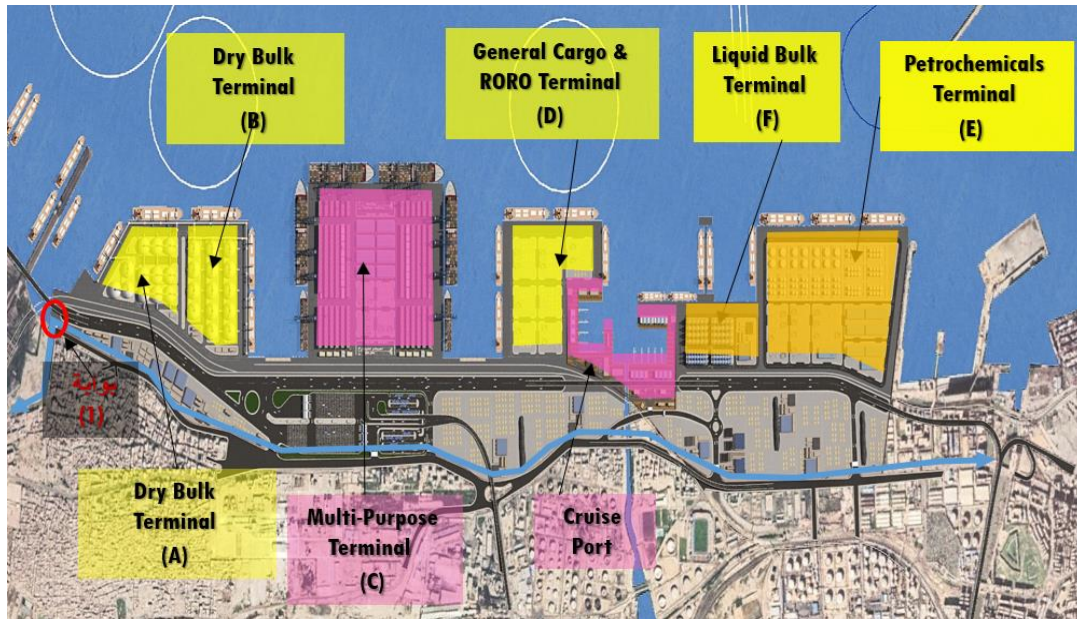 Dry Bulk
Terminal
(B)
General Cargo &
RORO Terminal
(D)
Liquid Bulk
Terminal
(F)
Petrochemicals
Terminal
(E)
بوابة
(1)
Dry Bulk
Terminal
(A)
Multi-Purpose
Terminal
(C)
Cruise
Port